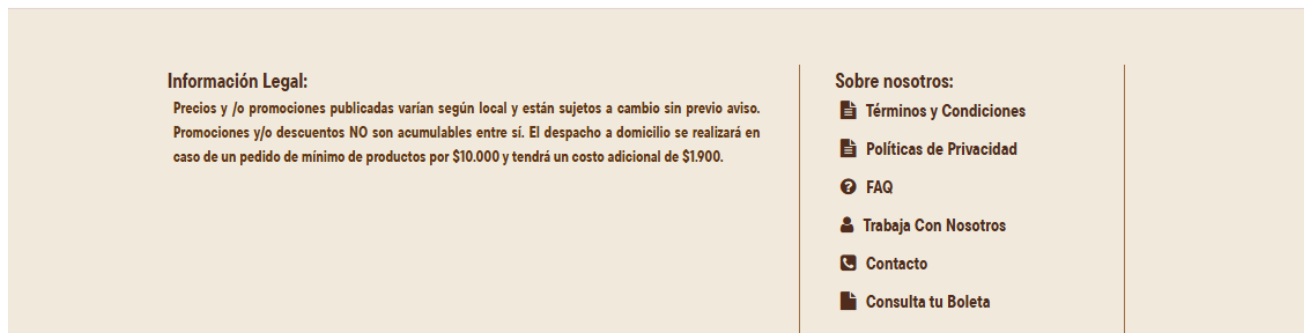 Información Legal:
Precios y /o promociones publicadas varían según local y están sujetos a cambio sin previo aviso.
Promociones y/o descuentos NO son acumulables entre sí. El despacho a domicilio se realizará en
caso de un pedido de mínimo de productos por $10.000 y tendrá un costo adicional de $1.900.
Sobre nosotros:
Términos y Condiciones
Políticas de Privacidad
FAQ
Trabaja Con Nosotros
Contacto
Consulta tu Boleta